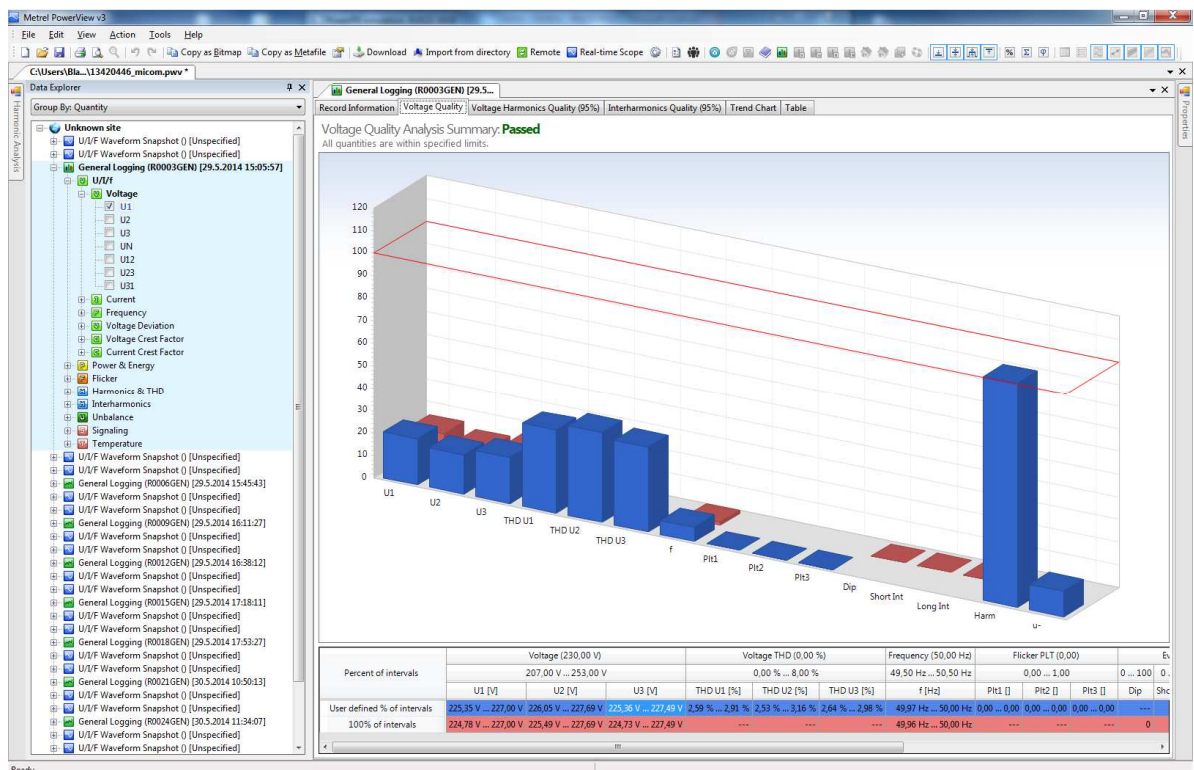 Metrel PowerView v3
File Edit View Action Tools Help
Copy as Bitmap Copy as Metafile Download Import from directory Remote Real-time Scope
C:\Users\Bla...\13420446_micom.pwv *
Harmonic Analysis
Data Explorer
Group By: Quantity
Unknown site
U/I/F Waveform Snapshot () [Unspecified]
U/I/F Waveform Snapshot () [Unspecified]
General Logging (R0003GEN) [29.5.2014 15:05:57]
U/I/f
Voltage
U1
U2
U3
UN
U12
U23
U31
Current
Frequency
Voltage Deviation
Voltage Crest Factor
Current Crest Factor
Power & Energy
Flicker
Harmonics & THD
Interharmonics
Unbalance
Signaling
Temperature
U/I/F Waveform Snapshot () [Unspecified]
U/I/F Waveform Snapshot () [Unspecified]
General Logging (R0006GEN) [29.5.2014 15:45:43]
U/I/F Waveform Snapshot () [Unspecified]
U/I/F Waveform Snapshot () [Unspecified]
General Logging (R0009GEN) [29.5.2014 16:11:27]
U/I/F Waveform Snapshot () [Unspecified]
U/I/F Waveform Snapshot () [Unspecified]
General Logging (R0012GEN) [29.5.2014 16:38:12]
U/I/F Waveform Snapshot () [Unspecified]
U/I/F Waveform Snapshot () [Unspecified]
General Logging (R0015GEN) [29.5.2014 17:18:11]
U/I/F Waveform Snapshot () [Unspecified]
U/I/F Waveform Snapshot () [Unspecified]
General Logging (R0018GEN) [29.5.2014 17:53:27]
U/I/F Waveform Snapshot () [Unspecified]
U/I/F Waveform Snapshot () [Unspecified]
General Logging (R0021GEN) [30.5.2014 10:50:13]
U/I/F Waveform Snapshot () [Unspecified]
U/I/F Waveform Snapshot () [Unspecified]
General Logging (R0024GEN) [30.5.2014 11:34:07]
U/I/F Waveform Snapshot () [Unspecified]
U/I/F Waveform Snapshot () [Unspecified]
General Logging (R0003GEN) [29.5...
Record Information Voltage Quality Voltage Harmonics Quality (95%) Interharmonics Quality (95%) Trend Chart Table
Voltage Quality Analysis Summary: Passed
All quantities are within specified limits.
120
110
100
90
80
70
60
50
40
30
20
10
0
U1
U2
U3
THD U1
THD U2
THD U3
f
Plt1
Plt2
Plt3
Dip
Short Int
Long Int
Harm
u-
Percent of intervals Voltage (230,00 V) Voltage THD (0,00 %) Frequency (50,00 Hz) Flicker PLT (0,00) Ev
207,00 V ... 253,00 V 0,00 % ... 8,00 % 49,50 Hz ... 50,50 Hz 0,00 ... 1,00 0 ... 100 0 .
U1 [V] U2 [V] U3 [V] THD U1 [%] THD U2 [%] THD U3 [%] f [Hz] Plt1 [] Plt2 [] Plt3 [] Dip Shc
User defined % of intervals 225,35 V ... 227,00 V 226,05 V ... 227,69 V 225,36 V ... 227,49 V 2,59 % ... 2,91 % 2,53 % ... 3,16 % 2,64 % ... 2,98 % 49,97 Hz ... 50,00 Hz 0,00 ... 0,00 0,00 ... 0,00 0,00 ... 0,00 ---
100% of intervals 224,78 V ... 227,00 V 225,49 V ... 227,69 V 224,73 V ... 227,49 V --- --- --- 49,96 Hz ... 50,00 Hz --- --- --- 0
Properties